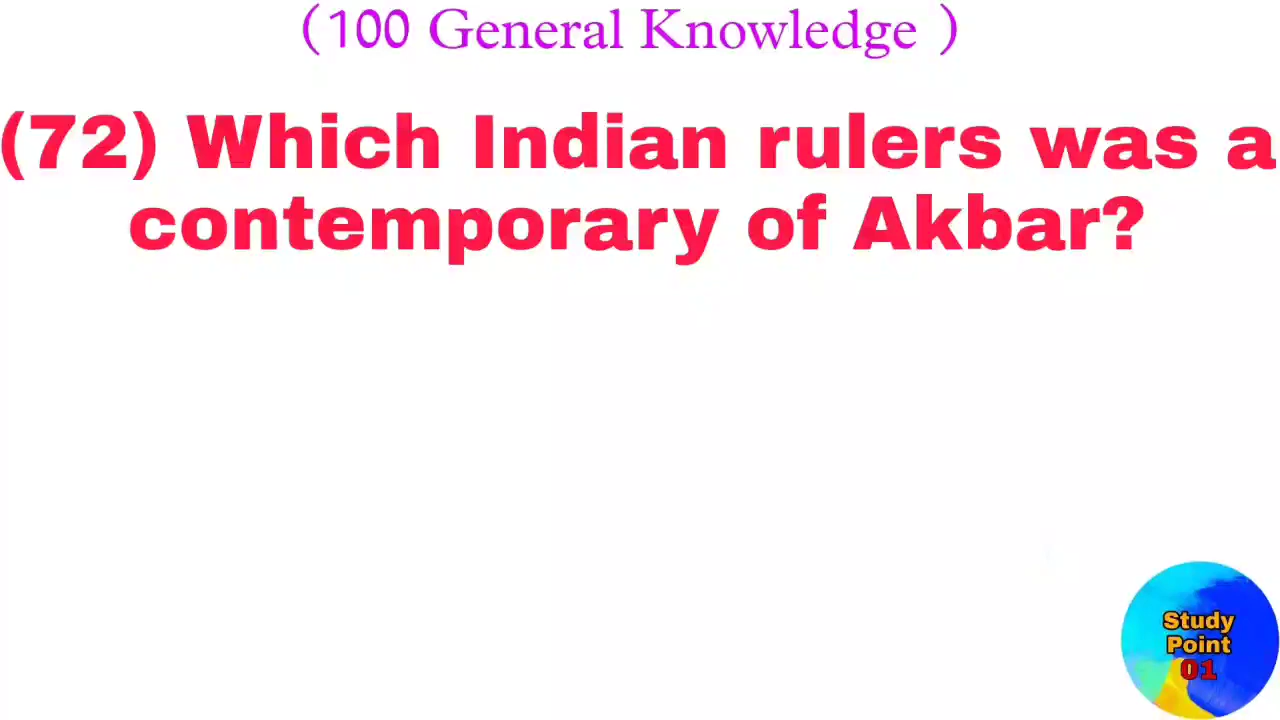 (100 General Knowledge )
(72) Which Indian rulers was a
contemporary of Akbar?
Study
Point
01